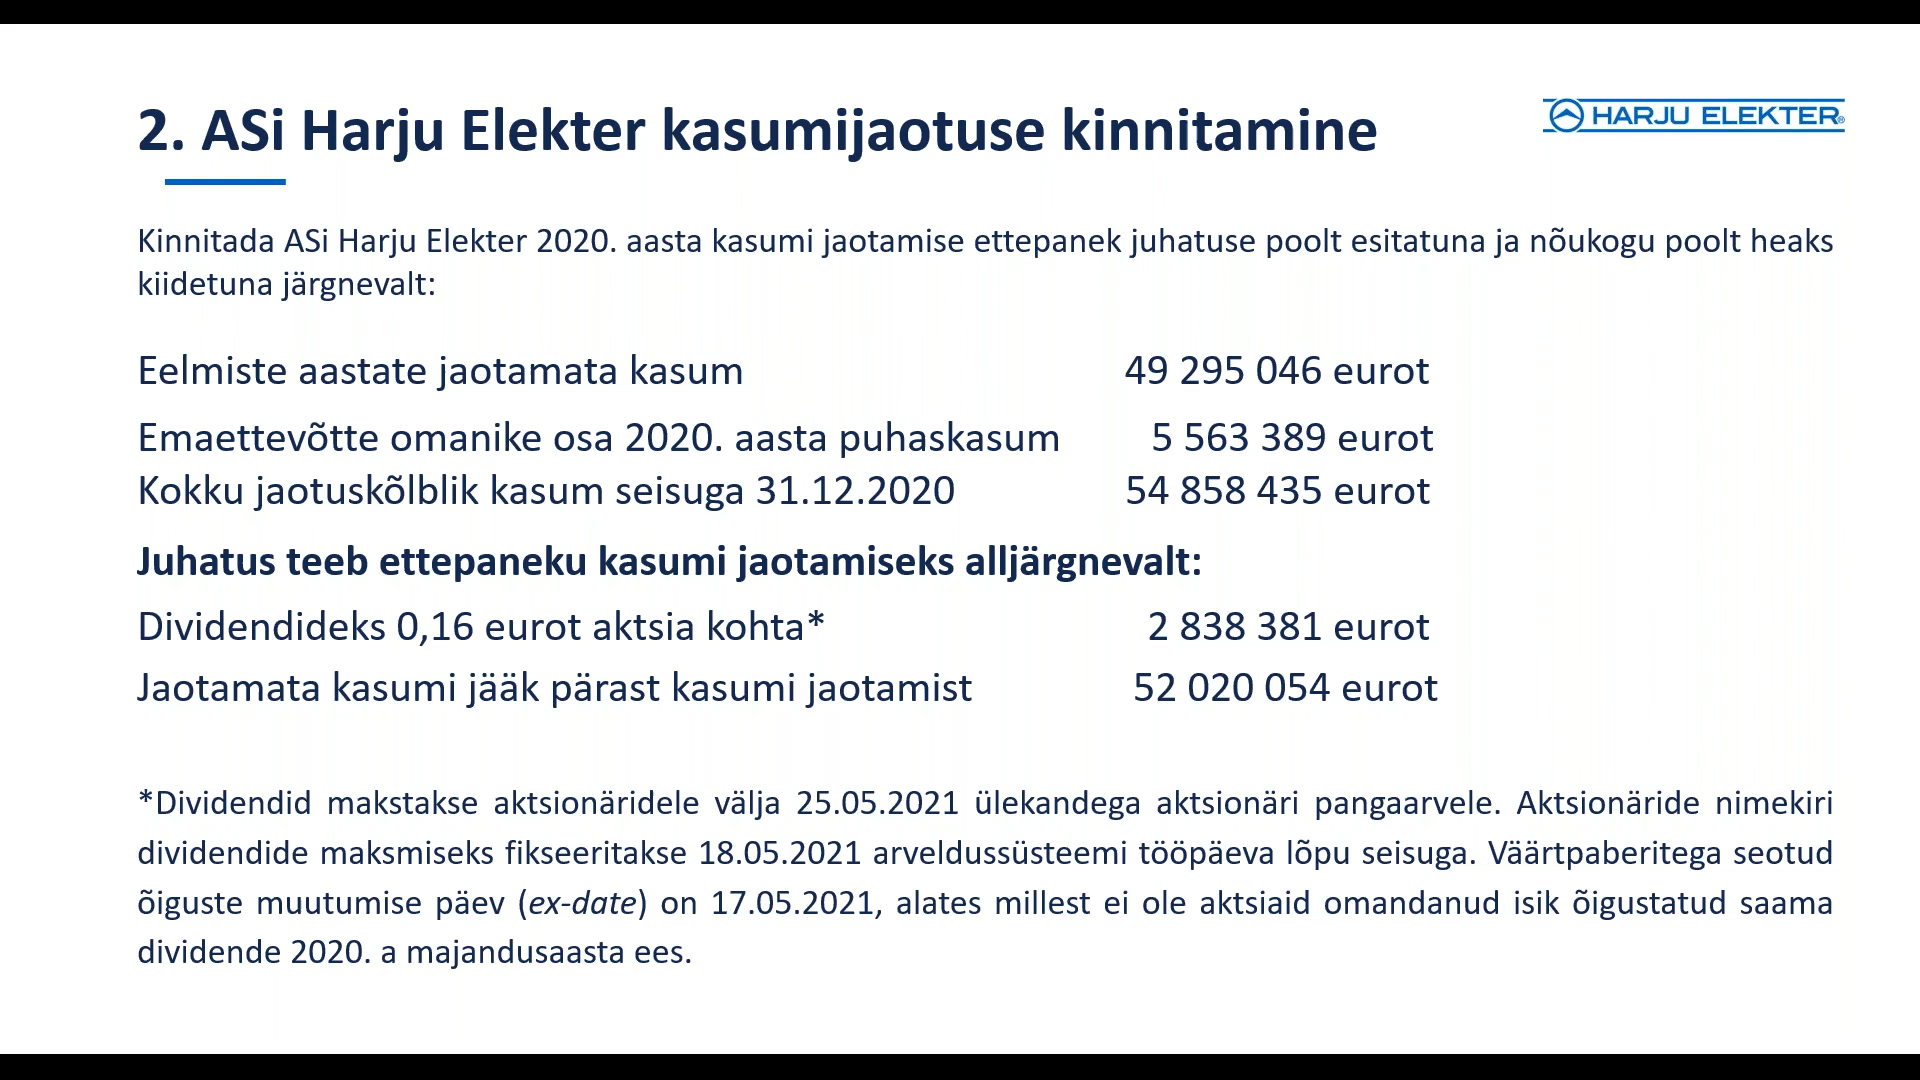 2. ASi Harju Elekter kasumijaotuse kinnitamine
HARJU ELEKTER®
Kinnitada ASi Harju Elekter 2020. aasta kasumi jaotamise ettepanek juhatuse poolt esitatuna ja nõukogu poolt heaks
kiidetuna järgnevalt:
Eelmiste aastate jaotamata kasum 49 295 046 eurot
Emaettevõtte omanike osa 2020. aasta puhaskasum 5 563 389 eurot
Kokku jaotuskõlblik kasum seisuga 31.12.2020 54 858 435 eurot
Juhatus teeb ettepaneku kasumi jaotamiseks alljärgnevalt:
Dividendideks 0,16 eurot aktsia kohta* 2 838 381 eurot
Jaotamata kasumi jääk pärast kasumi jaotamist 52 020 054 eurot
*Dividendid makstakse aktsionäridele välja 25.05.2021 ülekandega aktsionäri pangaarvele. Aktsionäride nimekiri
dividendide maksmiseks fikseeritakse 18.05.2021 arveldussüsteemi tööpäeva lõpu seisuga. Väärtpaberitega seotud
õiguste muutumise päev (ex-date) on 17.05.2021, alates millest ei ole aktsiaid omandanud isik õigustatud saama
dividende 2020. a majandusaasta ees.